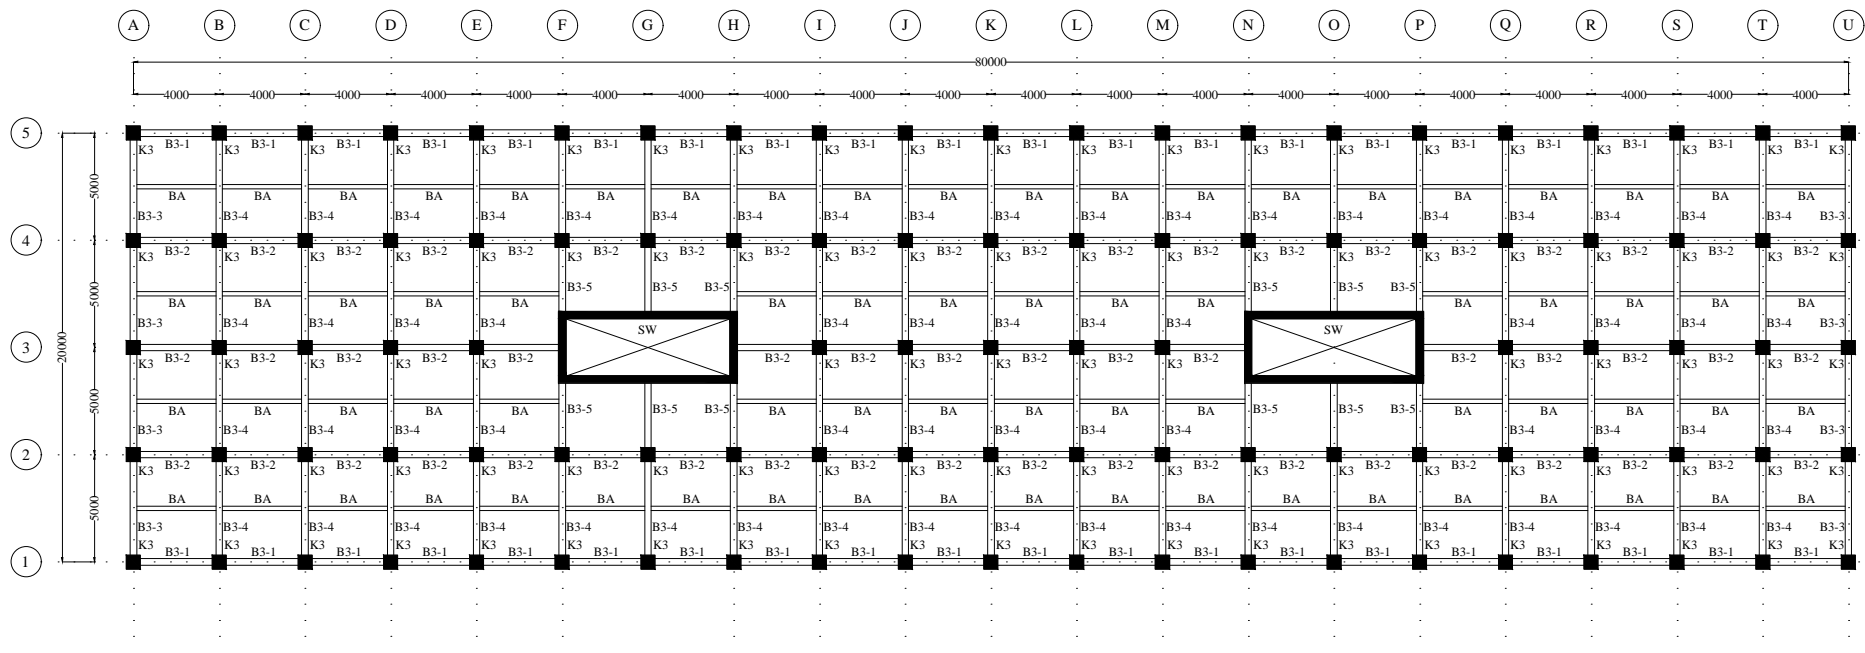 A B C D E F G H I J K L M N O P Q R S T U
80000
4000 4000 4000 4000 4000 4000 4000 4000 4000 4000 4000 4000 4000 4000 4000 4000 4000 4000 4000 4000
5
K3 B3-1 K3 B3-1 K3 B3-1 K3 B3-1 K3 B3-1 K3 B3-1 K3 B3-1 K3 B3-1 K3 B3-1 K3 B3-1 K3 B3-1 K3 B3-1 K3 B3-1 K3 B3-1 K3 B3-1 K3 B3-1 K3 B3-1 K3 B3-1 K3 B3-1 K3 B3-1 K3
5000
BA BA BA BA BA BA BA BA BA BA BA BA BA BA BA BA BA BA BA BA
B3-3 B3-4 B3-4 B3-4 B3-4 B3-4 B3-4 B3-4 B3-4 B3-4 B3-4 B3-4 B3-4 B3-4 B3-4 B3-4 B3-4 B3-4 B3-4 B3-4 B3-3
4
K3 B3-2 K3 B3-2 K3 B3-2 K3 B3-2 K3 B3-2 K3 B3-2 K3 B3-2 K3 B3-2 K3 B3-2 K3 B3-2 K3 B3-2 K3 B3-2 K3 B3-2 K3 B3-2 K3 B3-2 K3 B3-2 K3 B3-2 K3 B3-2 K3 B3-2 K3 B3-2 K3
B3-5 B3-5 B3-5 B3-5 B3-5 B3-5
5000
BA BA BA BA BA BA BA BA BA BA BA BA BA BA BA BA
B3-3 B3-4 B3-4 B3-4 B3-4 B3-4 B3-4 B3-4 B3-4 B3-4 B3-4 B3-4 B3-4 B3-4 B3-3
SW SW
3
20000
K3 B3-2 K3 B3-2 K3 B3-2 K3 B3-2 K3 B3-2 B3-2 K3 B3-2 K3 B3-2 K3 B3-2 K3 B3-2 K3 B3-2 B3-2 K3 B3-2 K3 B3-2 K3 B3-2 K3 B3-2 K3
5000
BA BA BA BA BA B3-5 B3-5 B3-5 BA BA BA BA BA BA B3-5 B3-5 B3-5 BA BA BA BA BA
B3-3 B3-4 B3-4 B3-4 B3-4 B3-4 B3-4 B3-4 B3-4 B3-4 B3-4 B3-4 B3-4 B3-4 B3-3
2
K3 B3-2 K3 B3-2 K3 B3-2 K3 B3-2 K3 B3-2 K3 B3-2 K3 B3-2 K3 B3-2 K3 B3-2 K3 B3-2 K3 B3-2 K3 B3-2 K3 B3-2 K3 B3-2 K3 B3-2 K3 B3-2 K3 B3-2 K3 B3-2 K3 B3-2 K3 B3-2 K3
BA BA BA BA BA BA BA BA BA BA BA BA BA BA BA BA BA BA BA BA
5000
B3-3 B3-4 B3-4 B3-4 B3-4 B3-4 B3-4 B3-4 B3-4 B3-4 B3-4 B3-4 B3-4 B3-4 B3-4 B3-4 B3-4 B3-4 B3-4 B3-4 B3-3
K3 B3-1 K3 B3-1 K3 B3-1 K3 B3-1 K3 B3-1 K3 B3-1 K3 B3-1 K3 B3-1 K3 B3-1 K3 B3-1 K3 B3-1 K3 B3-1 K3 B3-1 K3 B3-1 K3 B3-1 K3 B3-1 K3 B3-1 K3 B3-1 K3 B3-1 K3 B3-1 K3
1